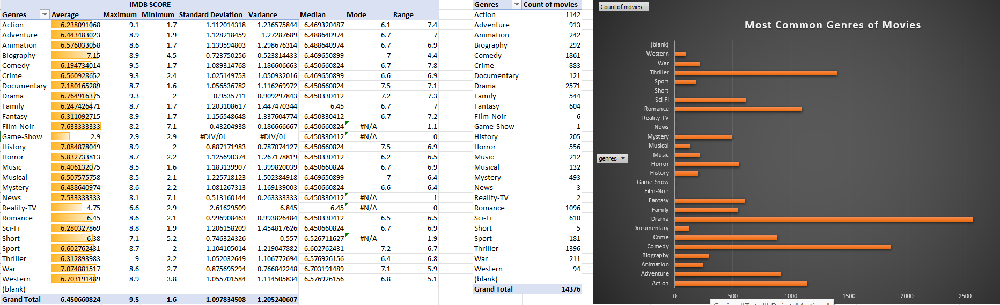 IMDB SCORE
Genres Average Maximum Minimum Standard Deviation Variance Median Mode Range
Action 6.238091068 9.1 1.7 1.112014318 1.236575844 6.469320487 6.1 7.4
Adventure 6.443483023 8.9 1.9 1.128218459 1.27287689 6.488640974 6.7 7
Animation 6.576033058 8.6 1.7 1.139594803 1.298676314 6.488640974 6.7 6.9
Biography 7.15 8.9 4.5 0.723750256 0.523814433 6.469650899 7 4.4
Comedy 6.194734014 9.5 1.7 1.089314768 1.186606663 6.450660824 6.7 7.8
Crime 6.560928652 9.3 2.4 1.025149753 1.050932016 6.469650899 6.6 6.9
Documentary 7.180165289 8.7 1.6 1.056536782 1.116269972 6.450660824 7.5 7.1
Drama 6.764916375 9.3 2 0.9535711 0.909297843 6.450330412 7.2 7.3
Family 6.247426471 8.7 1.7 1.203108617 1.447470344 6.45 6.7 7
Fantasy 6.311092715 8.9 1.7 1.156548648 1.337604774 6.450330412 6.7 7.2
Film-Noir 7.633333333 8.2 7.1 0.43204938 0.186666667 6.450660824 #N/A 1.1
Game-Show 2.9 2.9 2.9 #DIV/0! #DIV/0! 6.450330412 #N/A 0
History 7.084878049 8.9 2 0.887171983 0.787074127 6.450660824 7.5 6.9
Horror 5.832733813 8.7 2.2 1.125690374 1.267178819 6.450330412 6.2 6.5
Music 6.406132075 8.5 1.6 1.183139907 1.399820039 6.450660824 6.7 6.9
Musical 6.507575758 8.5 2.1 1.225718123 1.502384918 6.469650899 7 6.4
Mystery 6.488640974 8.6 2.2 1.081267313 1.169139003 6.450660824 6.6 6.4
News 7.533333333 8.1 7.1 0.513160144 0.263333333 6.450330412 #N/A 1
Reality-TV 4.75 6.6 2.9 2.61629509 6.845 6.45 #N/A 0
Romance 6.45 8.6 2.1 0.996908463 0.993826484 6.450330412 6.5 6.5
Sci-Fi 6.280327869 8.8 1.9 1.206158209 1.454817626 6.450660824 6.7 6.9
Short 6.38 7.1 5.2 0.746324326 0.557 6.526711627 #N/A 1.9
Sport 6.602762431 8.7 2 1.104105014 1.219047882 6.602762431 7.2 6.7
Thriller 6.312893983 9 2.2 1.052032649 1.106772694 6.576926156 6.4 6.8
War 7.074881517 8.6 2.7 0.875695294 0.766842248 6.703191489 7.1 5.9
Western 6.703191489 8.9 3.8 1.055701584 1.114505834 6.576926156 6.8 5.1
(blank)
Grand Total 6.450660824 9.5 1.6 1.097834508 1.205240607
Genres Count of movies
Action 1142
Adventure 913
Animation 242
Biography 292
Comedy 1861
Crime 883
Documentary 121
Drama 2571
Family 544
Fantasy 604
Film-Noir 6
Game-Show 1
History 205
Horror 556
Music 212
Musical 132
Mystery 493
News 3
Reality-TV 2
Romance 1096
Sci-Fi 610
Short 5
Sport 181
Thriller 1396
War 211
Western 94
(blank)
Grand Total 14376
Count of movies
Most Common Genres of Movies
(blank)
Western
War
Thriller
Sport
Short
Sci-Fi
Romance
Reality-TV
News
Mystery
Musical
Music
genres
Horror
History
Game-Show
Film-Noir
Fantasy
Family
Drama
Documentary
Crime
Comedy
Biography
Animation
Adventure
Action
0 500 1000 1500 2000 2500